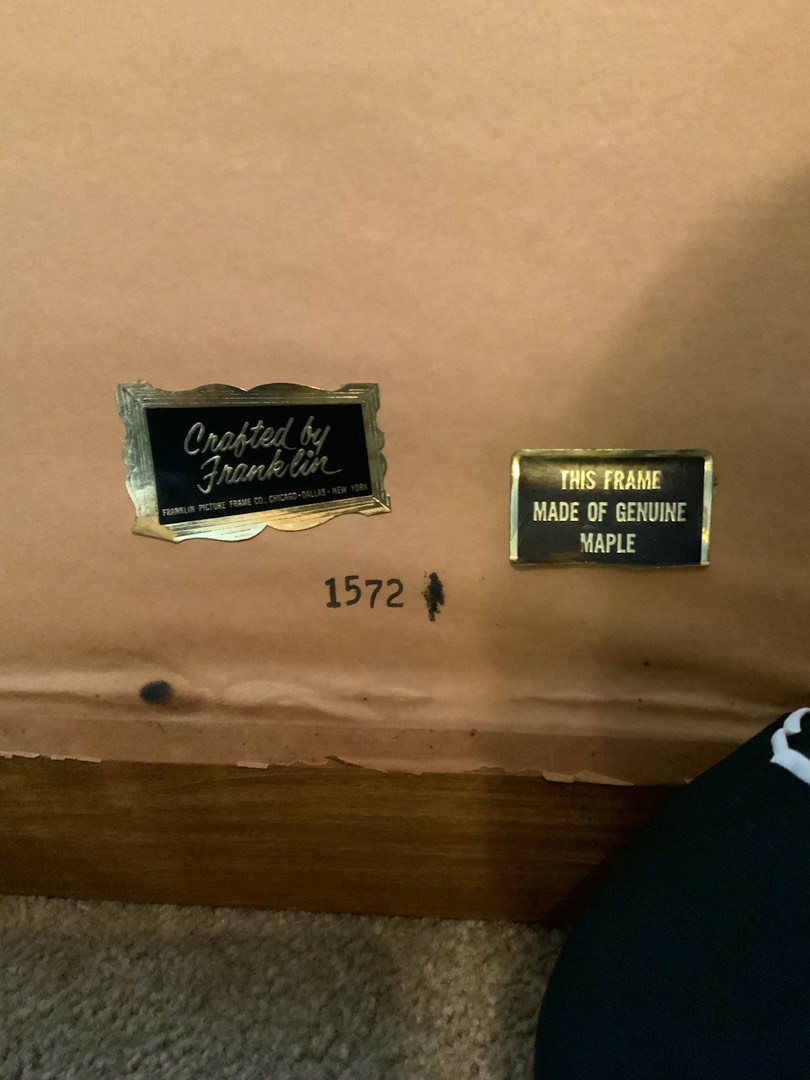 Crafted by
Franklin
FRANKLIN PICTURE FRAME CO. CHICAGO • DALLAS • NEW YORK
THIS FRAME
MADE OF GENUINE
MAPLE
1572